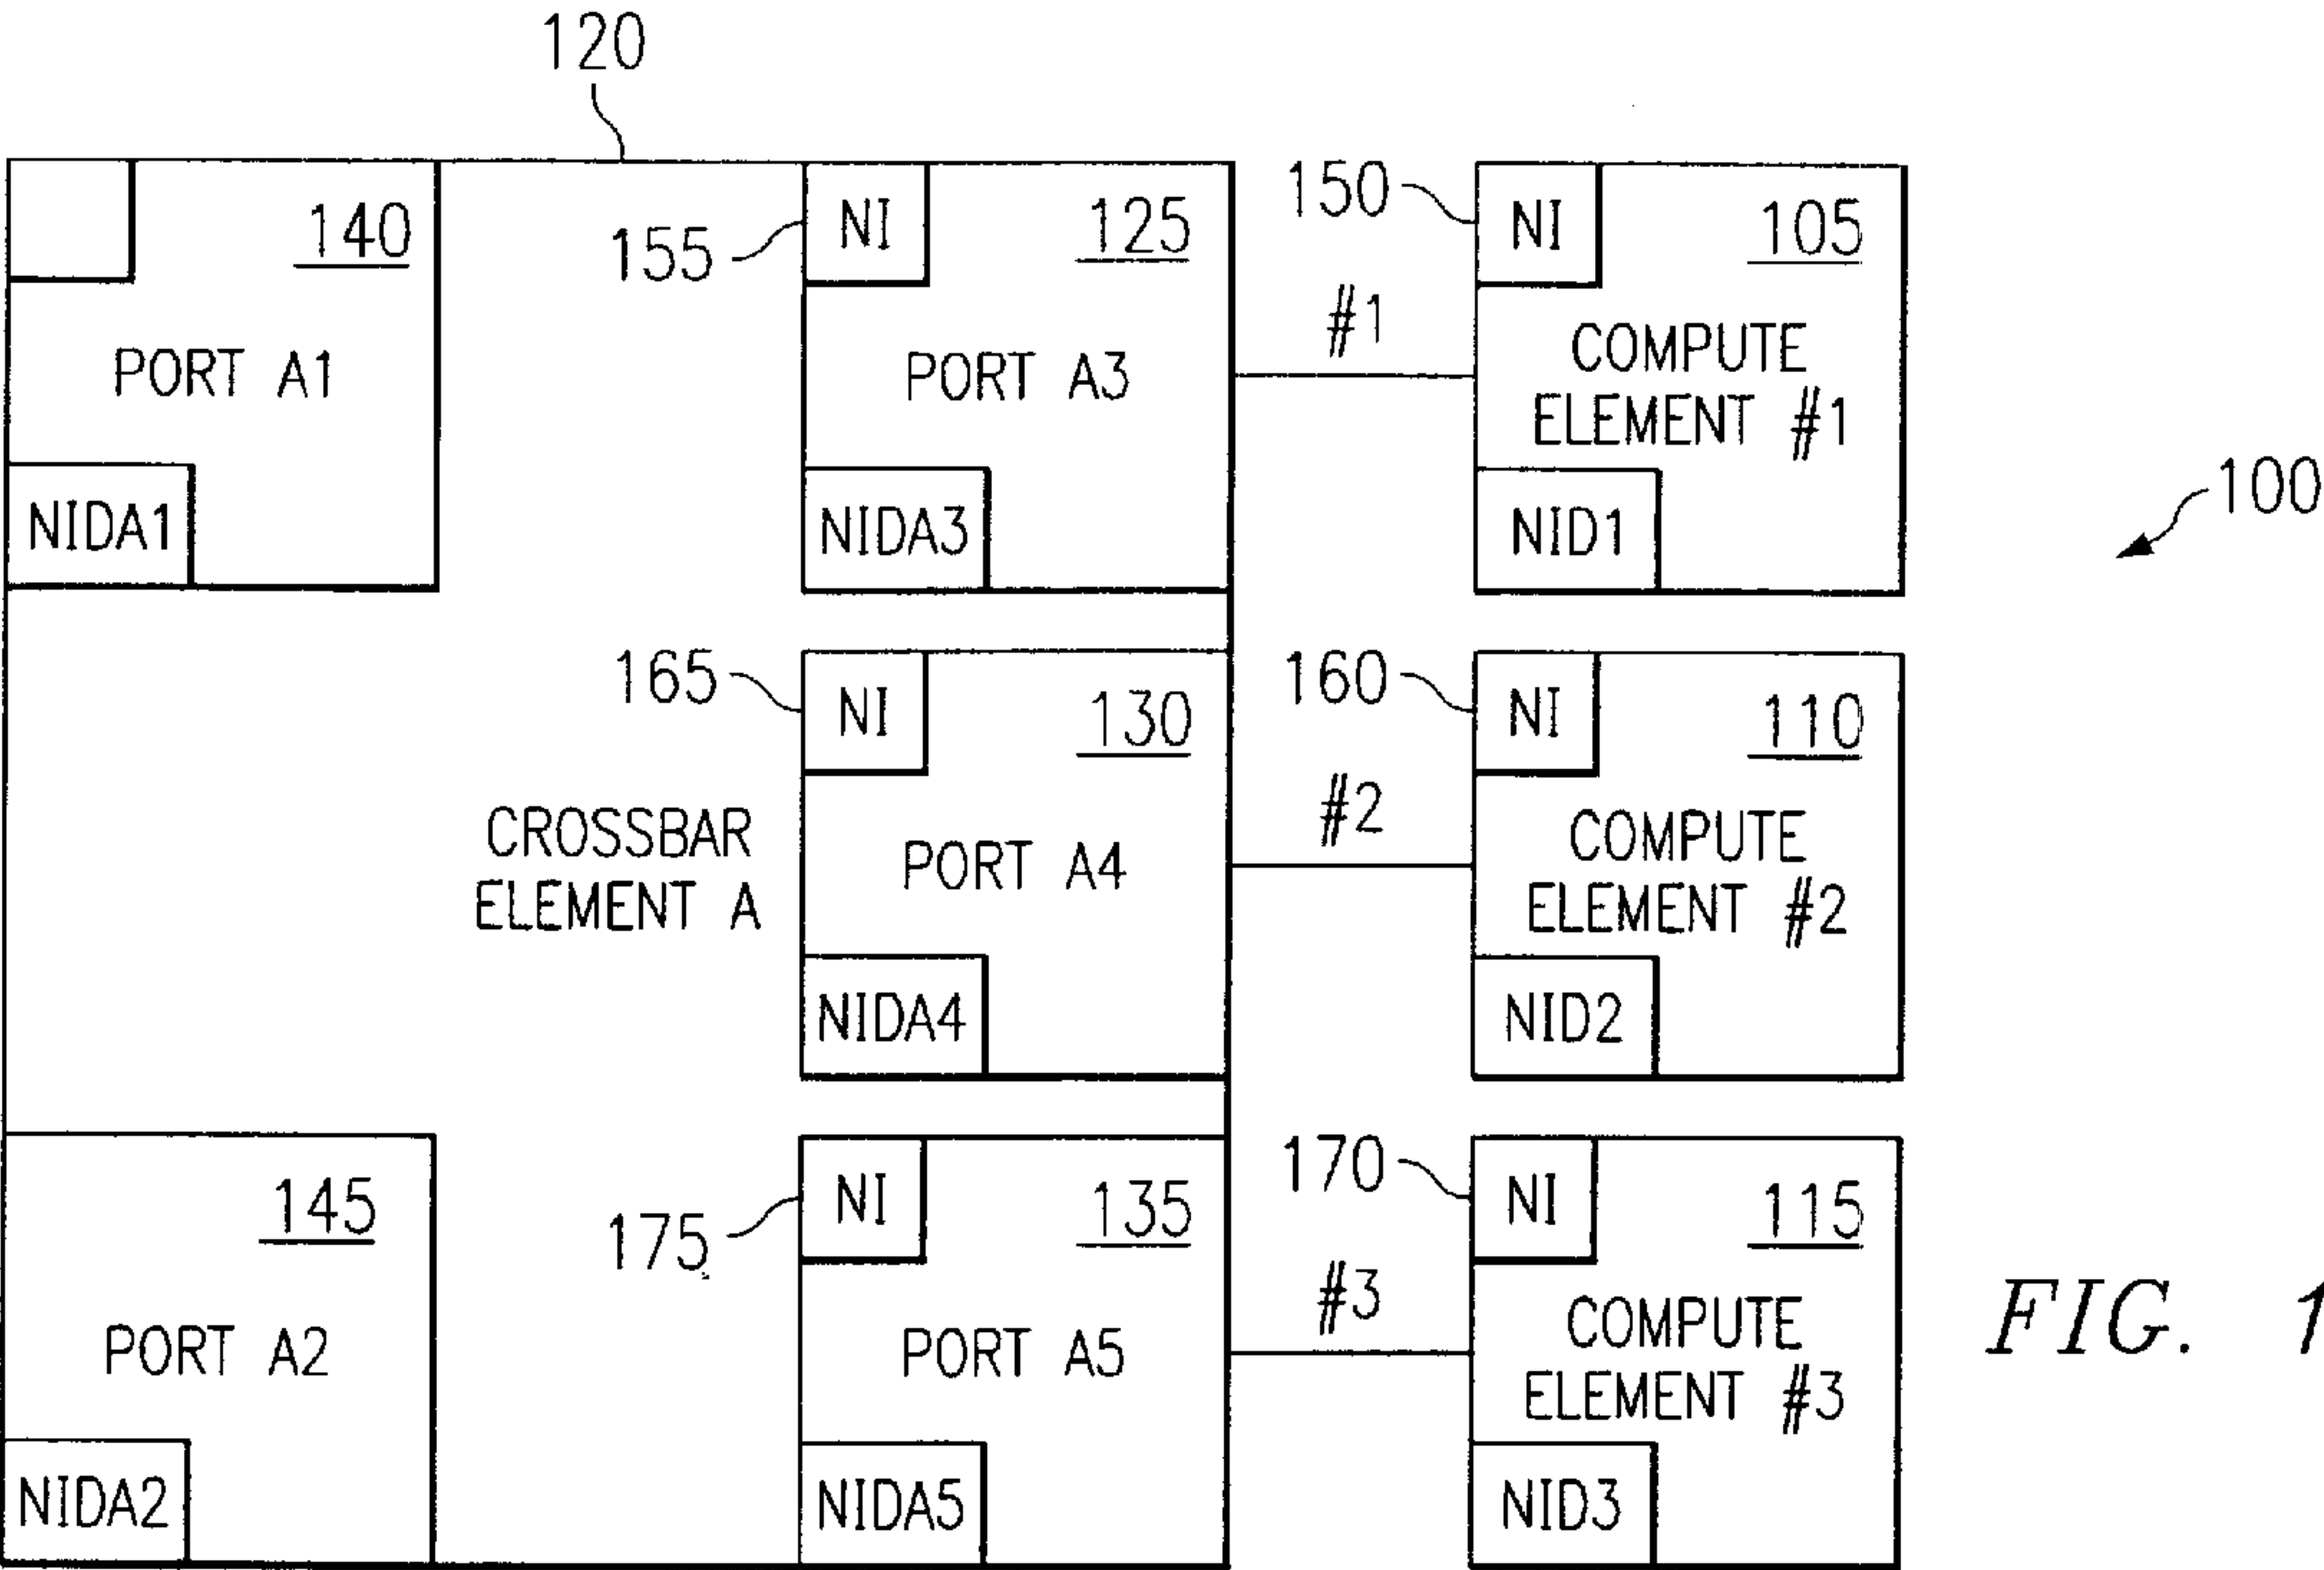 120
140
PORT A1
NIDA1
155
NI
125
PORT A3
NIDA3
#1
150
NI
105
COMPUTE
ELEMENT #1
NID1
100
CROSSBAR
ELEMENT A
165
NI
130
PORT A4
NIDA4
#2
160
NI
110
COMPUTE
ELEMENT #2
NID2
145
PORT A2
NIDA2
175
NI
135
PORT A5
NIDA5
#3
170
NI
115
COMPUTE
ELEMENT #3
NID3
FIG. 1